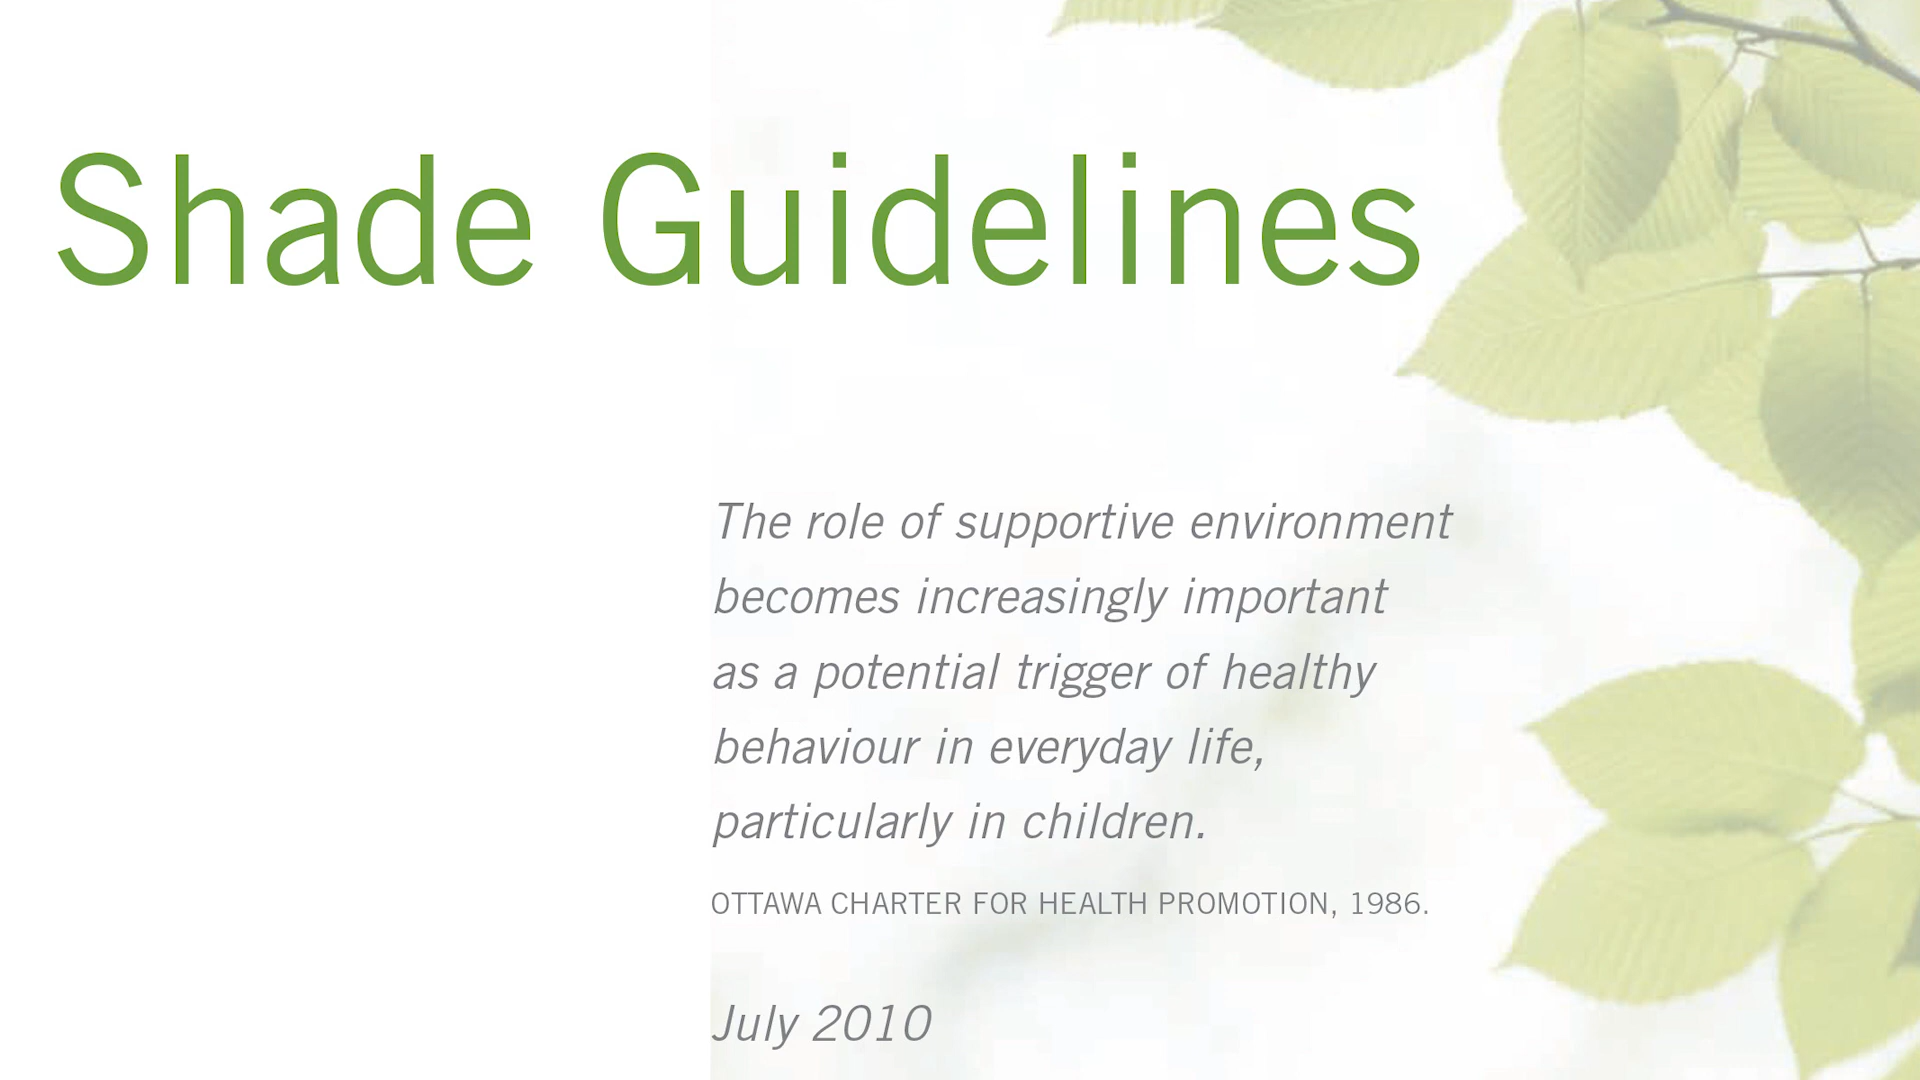 Shade Guidelines
The role of supportive environment
becomes increasingly important
as a potential trigger of healthy
behaviour in everyday life,
particularly in children.
OTTAWA CHARTER FOR HEALTH PROMOTION, 1986.
July 2010